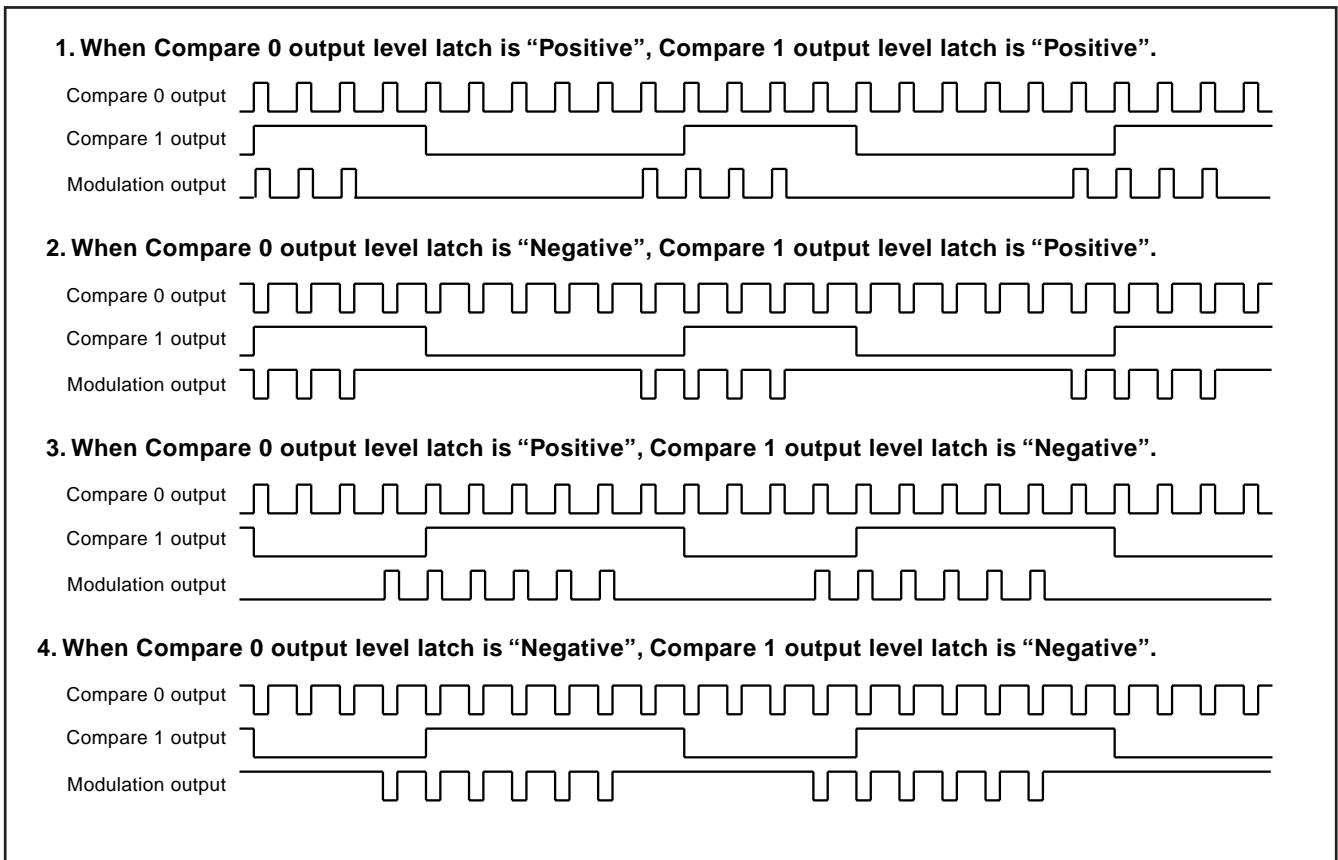 1. When Compare 0 output level latch is “Positive”, Compare 1 output level latch is “Positive”.
Compare 0 output
Compare 1 output
Modulation output
2. When Compare 0 output level latch is “Negative”, Compare 1 output level latch is “Positive”.
Compare 0 output
Compare 1 output
Modulation output
3. When Compare 0 output level latch is “Positive”, Compare 1 output level latch is “Negative”.
Compare 0 output
Compare 1 output
Modulation output
4. When Compare 0 output level latch is “Negative”, Compare 1 output level latch is “Negative”.
Compare 0 output
Compare 1 output
Modulation output